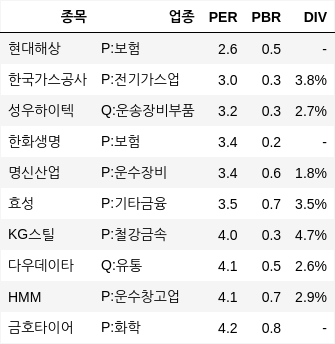 종목 업종 PER PBR DIV
현대해상 P:보험 2.6 0.5 -
한국가스공사 P:전기가스업 3.0 0.3 3.8%
성우하이텍 Q:운송장비부품 3.2 0.3 2.7%
한화생명 P:보험 3.4 0.2 -
명신산업 P:운수장비 3.4 0.6 1.8%
효성 P:기타금융 3.5 0.7 3.5%
KG스틸 P:철강금속 4.0 0.3 4.7%
다우데이타 Q:유통 4.1 0.5 2.6%
HMM P:운수창고업 4.1 0.7 2.9%
금호타이어 P:화학 4.2 0.8 -